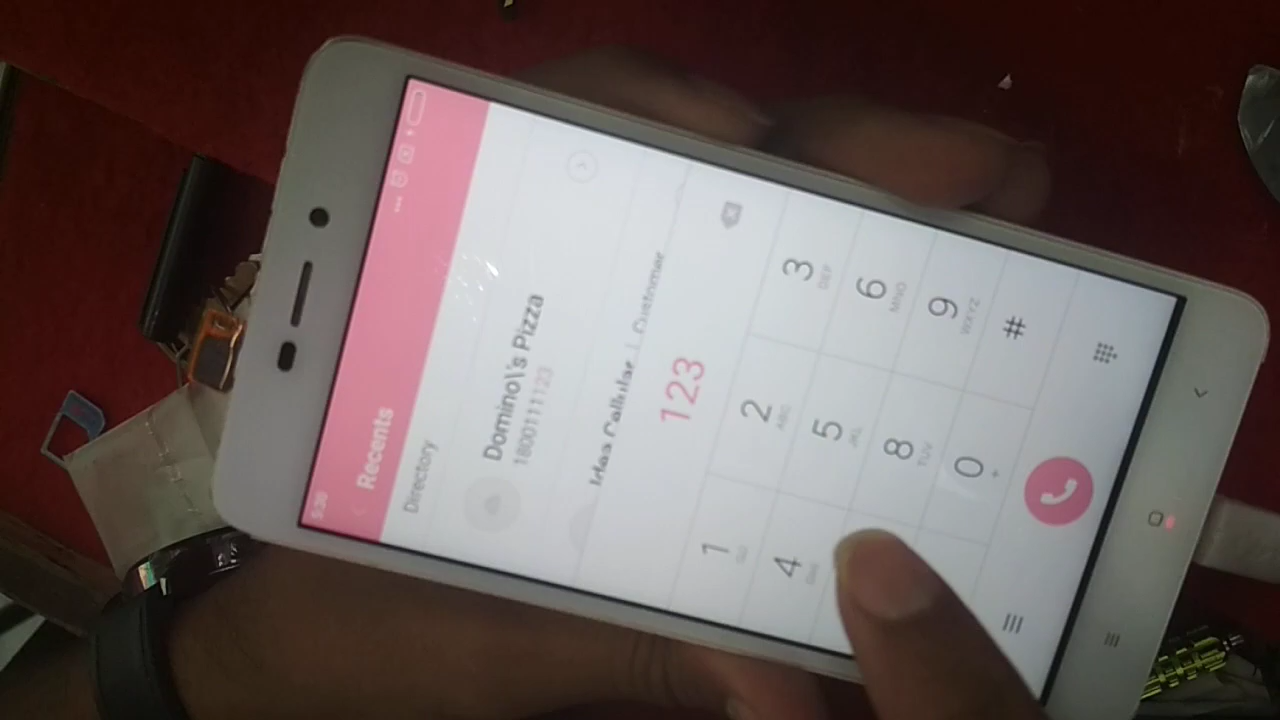 Recents
Directory
Domino\'s Pizza
1800111123
Idea Cellular | Customer
123
1
2 ABC
3 DEF
4 GHI
5 JKL
6 MNO
8 TUV
9 WXYZ
0 +
#